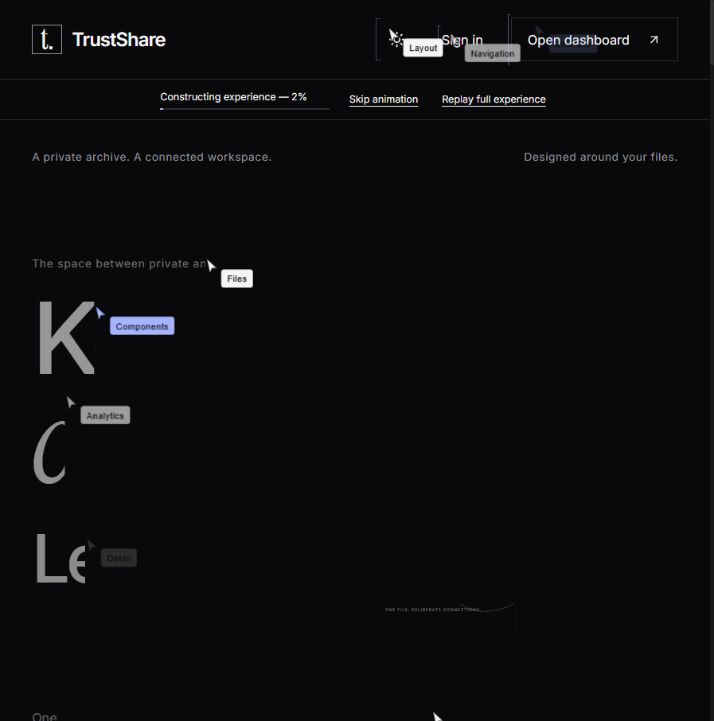 t. TrustShare
Layout
Sign in
Navigation
Open dashboard
Constructing experience — 2%
Skip animation
Replay full experience
A private archive. A connected workspace.
Designed around your files.
The space between private an
Files
K
Components
Analytics
Le
Detail
ONE FILE. DELIBERATE CONNECTIONS.
One